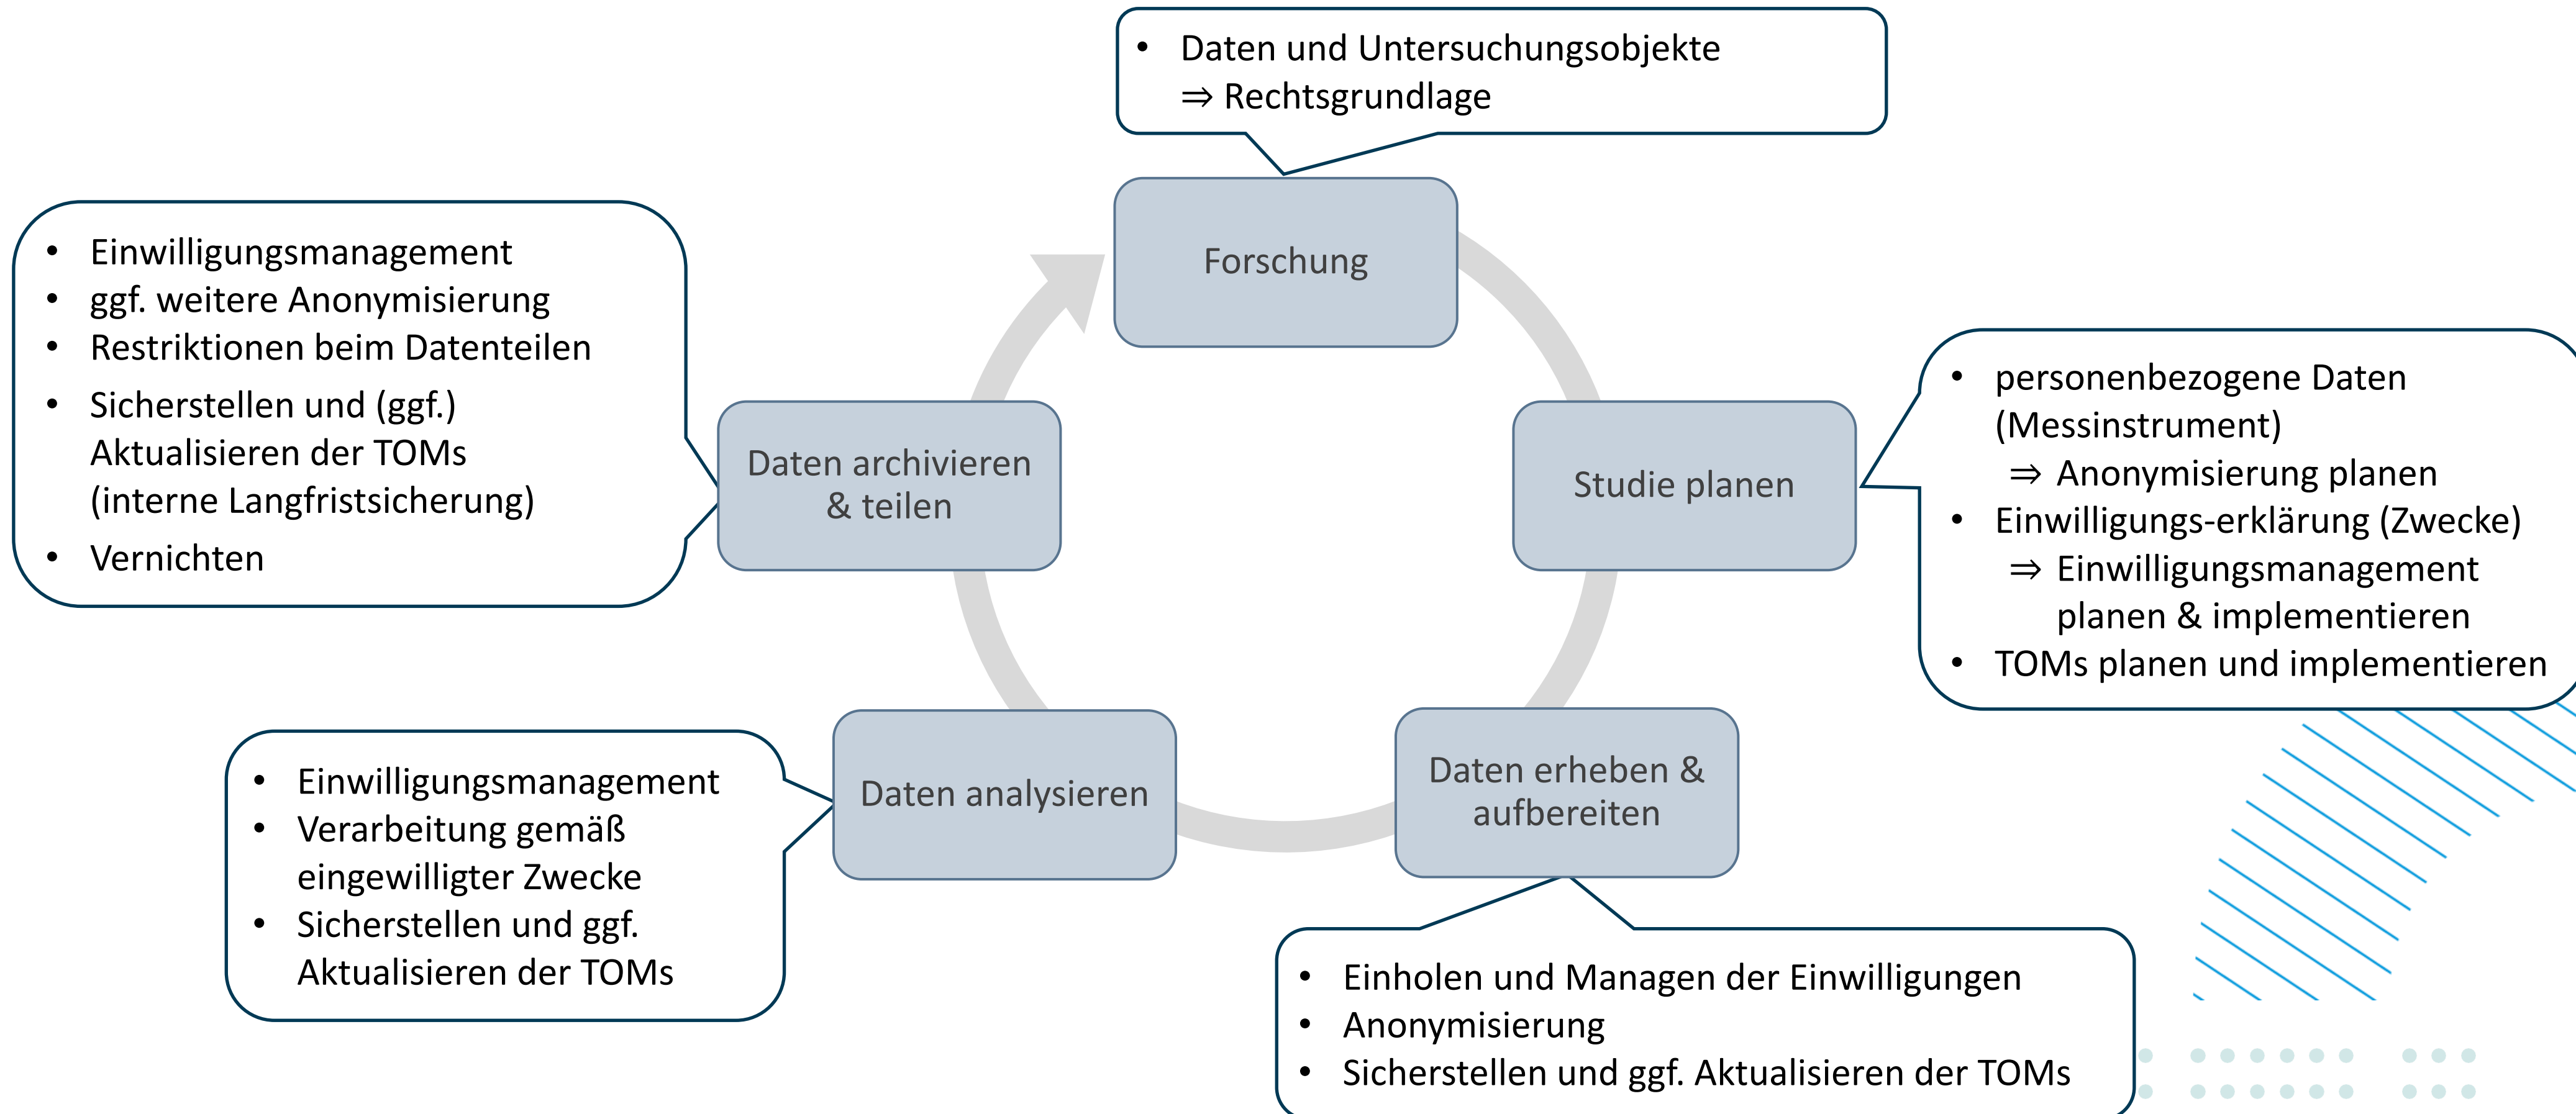 • Daten und Untersuchungsobjekte
⇒ Rechtsgrundlage
Forschung
• personenbezogene Daten
(Messinstrument)
⇒ Anonymisierung planen
• Einwilligungs-erklärung (Zwecke)
⇒ Einwilligungsmanagement
planen & implementieren
• TOMs planen und implementieren
Studie planen
Daten erheben &
aufbereiten
• Einholen und Managen der Einwilligungen
• Anonymisierung
• Sicherstellen und ggf. Aktualisieren der TOMs
Daten analysieren
• Einwilligungsmanagement
• Verarbeitung gemäß
eingewilligter Zwecke
• Sicherstellen und ggf.
Aktualisieren der TOMs
Daten archivieren
& teilen
• Einwilligungsmanagement
• ggf. weitere Anonymisierung
• Restriktionen beim Datenteilen
• Sicherstellen und (ggf.)
Aktualisieren der TOMs
(interne Langfristsicherung)
• Vernichten